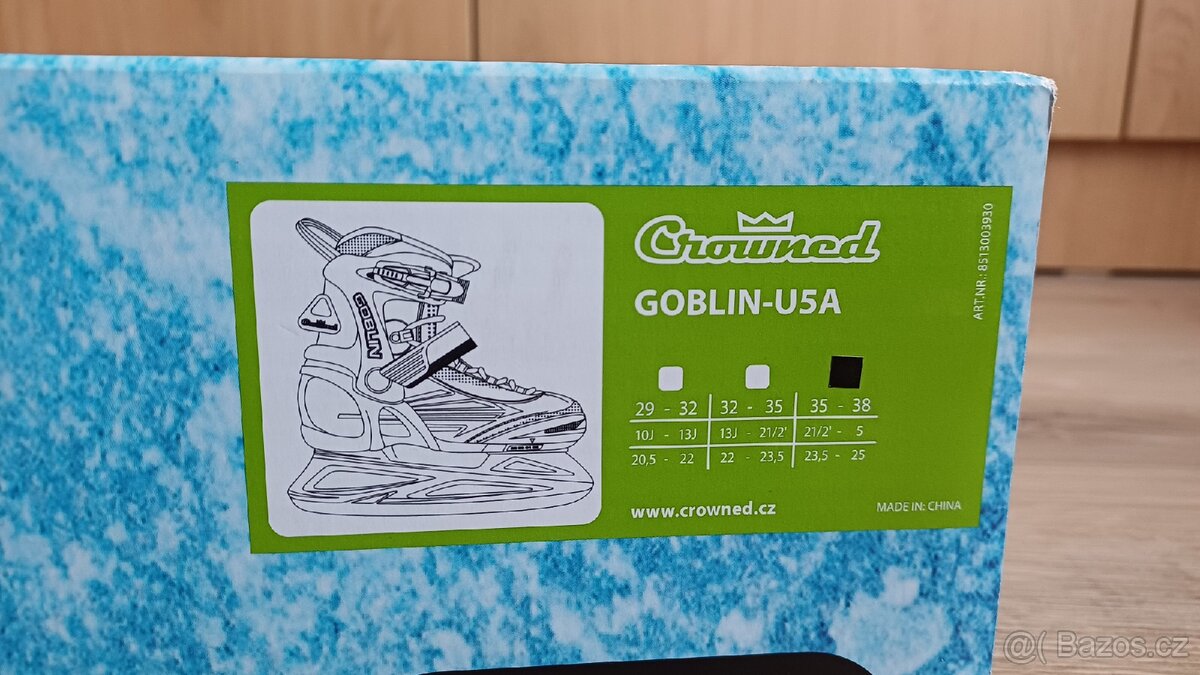 Crowned
GOBLIN-U5A
ART.NR.: 8513003930
GOBLIN
29 - 32 32 - 35 35 - 38
10J - 13J 13J - 21/2' 21/2' - 5
20,5 - 22 22 - 23,5 23,5 - 25
www.crowned.cz
MADE IN: CHINA
@( Bazos.cz